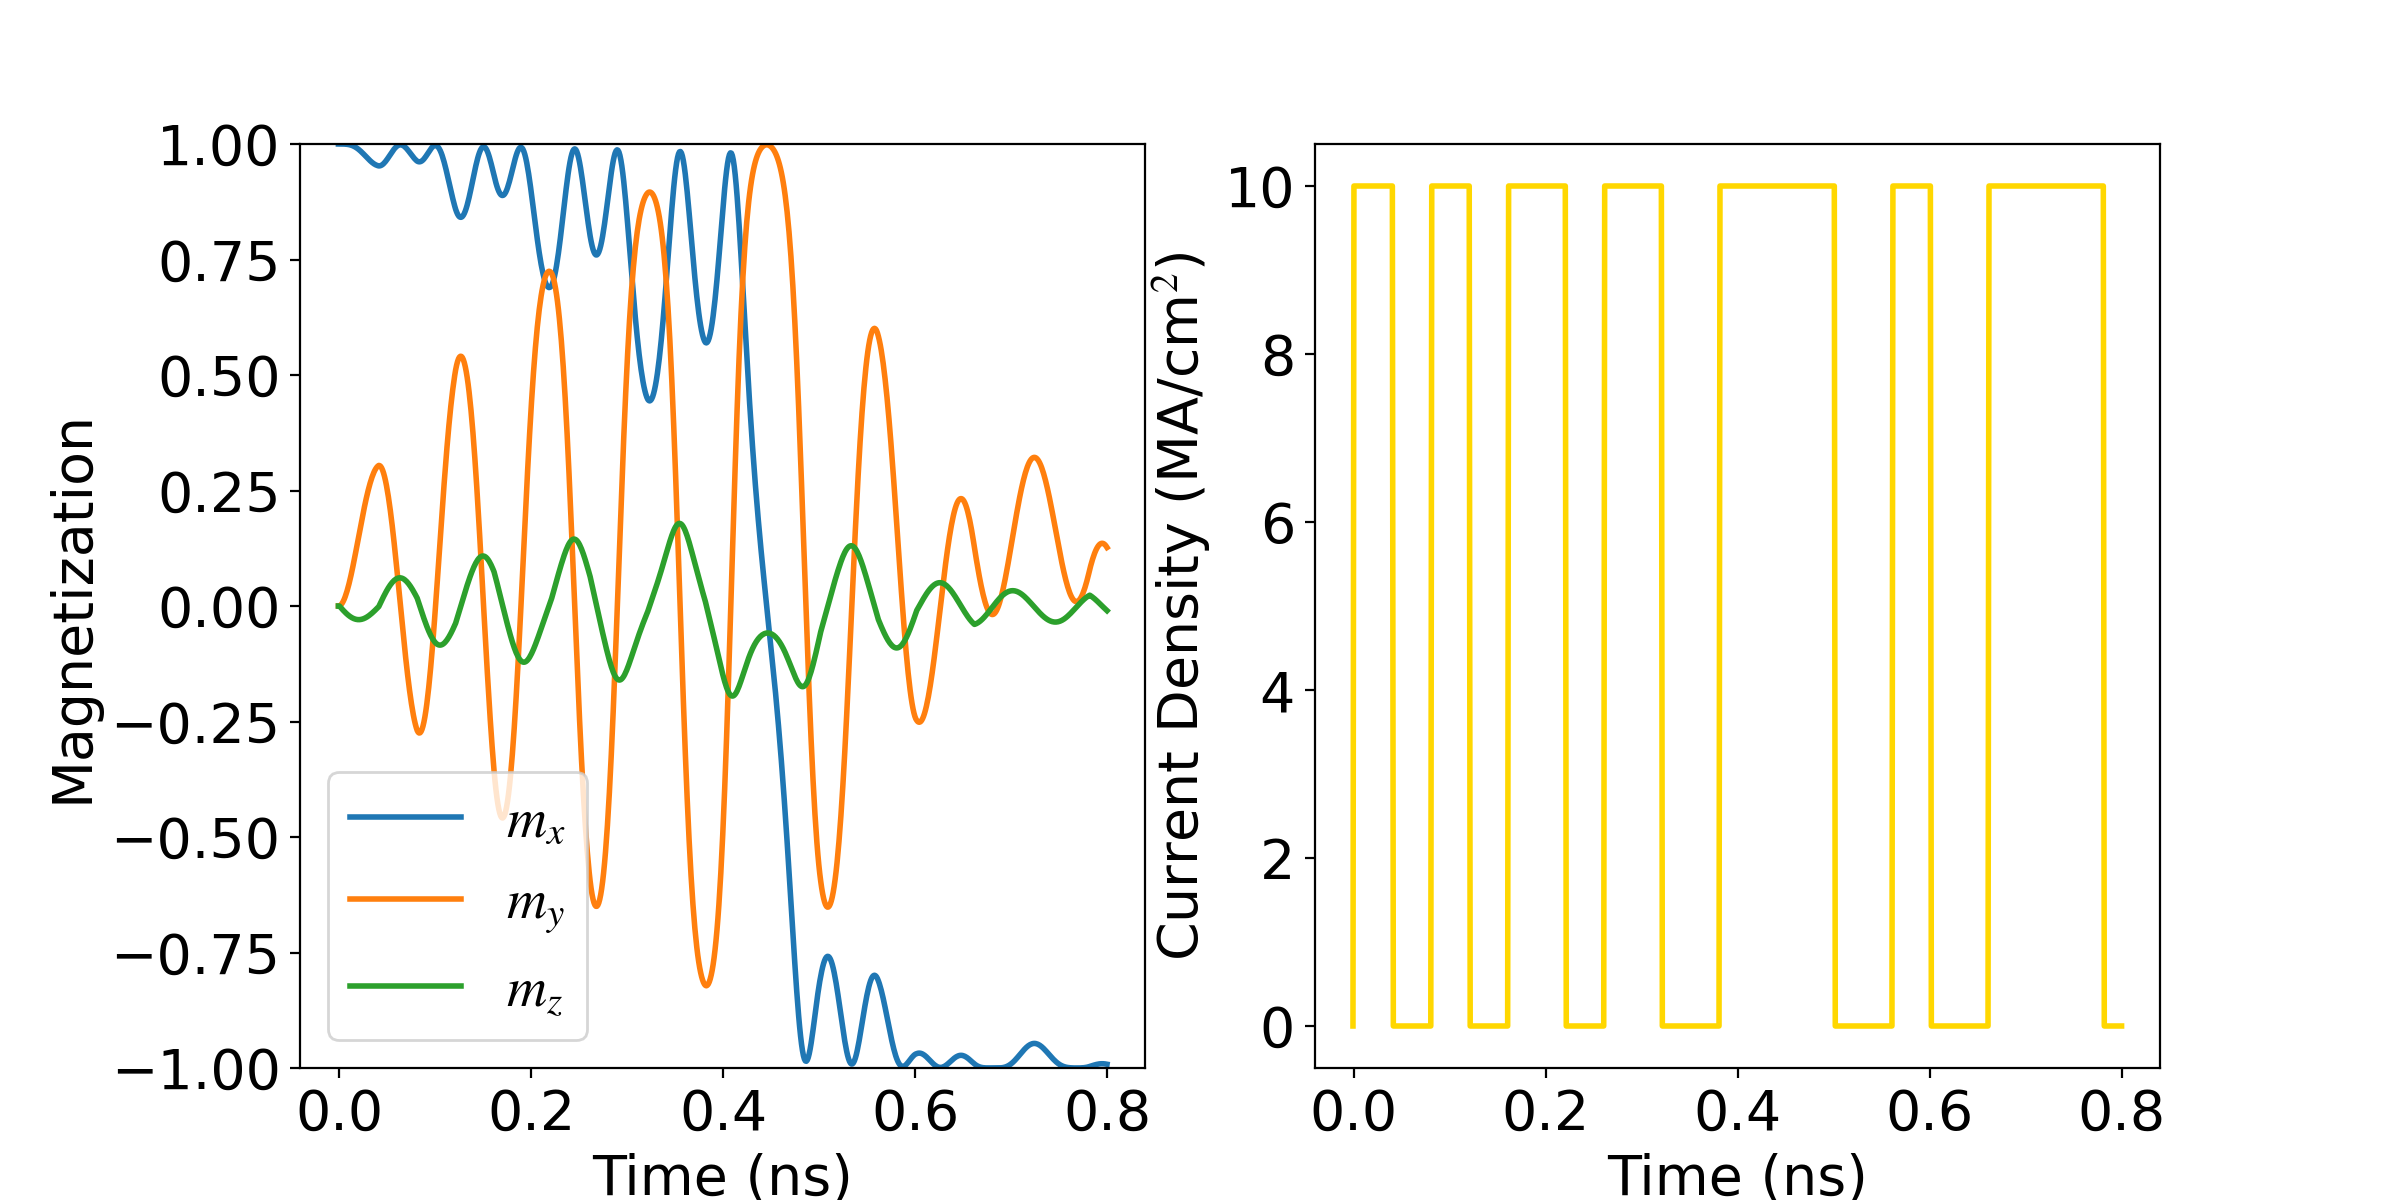 Magnetization
1.00
0.75
0.50
0.25
0.00
−0.25
−0.50
−0.75
−1.00
0.0 0.2 0.4 0.6 0.8
Time (ns)
m_x
m_y
m_z
Current Density (MA/cm²)
10
8
6
4
2
0
0.0 0.2 0.4 0.6 0.8
Time (ns)